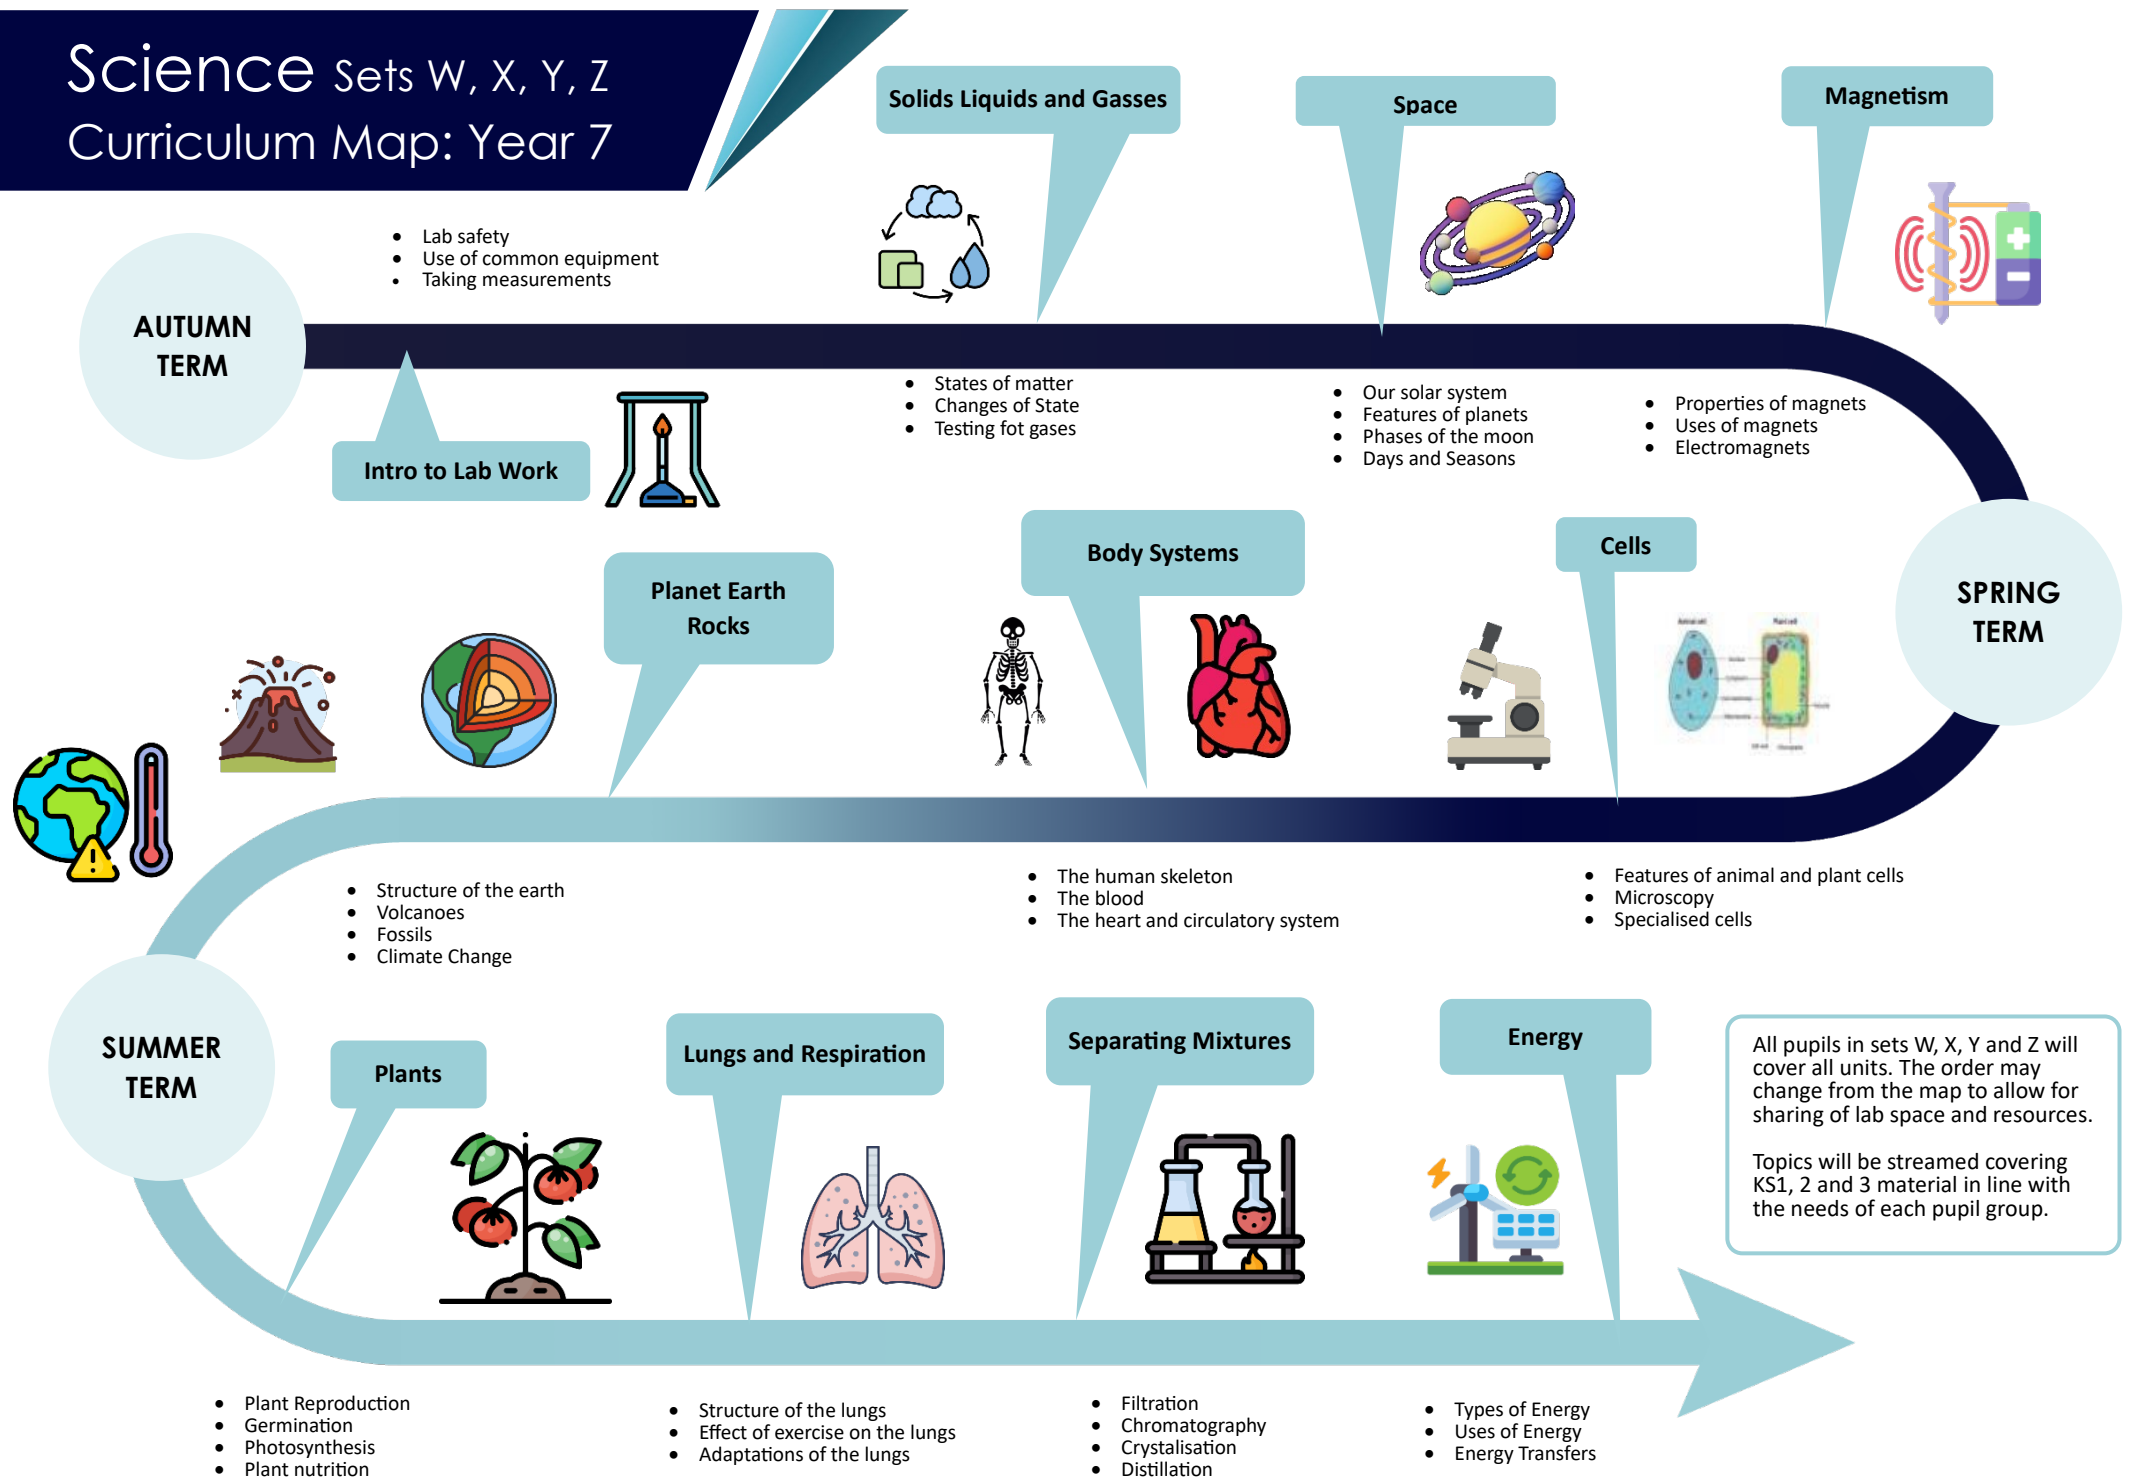 Science Sets W, X, Y, Z
Curriculum Map: Year 7
Solids Liquids and Gasses
Space
Magnetism
• Lab safety
• Use of common equipment
• Taking measurements
AUTUMN
TERM
Intro to Lab Work
• States of matter
• Changes of State
• Testing fot gases
• Our solar system
• Features of planets
• Phases of the moon
• Days and Seasons
• Properties of magnets
• Uses of magnets
• Electromagnets
SPRING
TERM
Cells
Body Systems
Planet Earth
Rocks
Animal cell
Plant cell
• Features of animal and plant cells
• Microscopy
• Specialised cells
• The human skeleton
• The blood
• The heart and circulatory system
• Structure of the earth
• Volcanoes
• Fossils
• Climate Change
SUMMER
TERM
Plants
Lungs and Respiration
Separating Mixtures
Energy
All pupils in sets W, X, Y and Z will
cover all units. The order may
change from the map to allow for
sharing of lab space and resources.
Topics will be streamed covering
KS1, 2 and 3 material in line with
the needs of each pupil group.
• Plant Reproduction
• Germination
• Photosynthesis
• Plant nutrition
• Structure of the lungs
• Effect of exercise on the lungs
• Adaptations of the lungs
• Filtration
• Chromatography
• Crystalisation
• Distillation
• Types of Energy
• Uses of Energy
• Energy Transfers